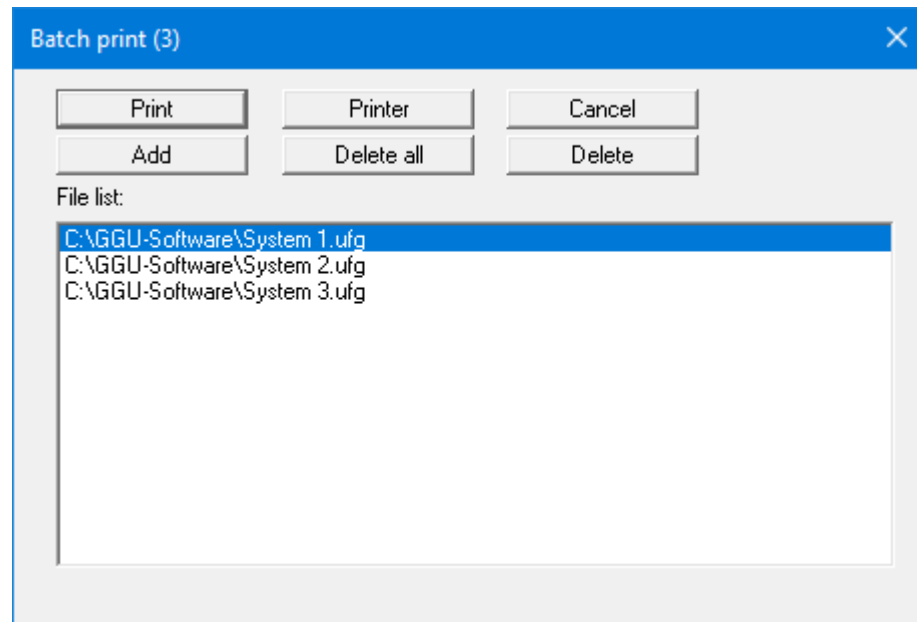 Batch print (3)
Print Printer Cancel
Add Delete all Delete
File list:
C:\GGU-Software\System 1.ufg
C:\GGU-Software\System 2.ufg
C:\GGU-Software\System 3.ufg